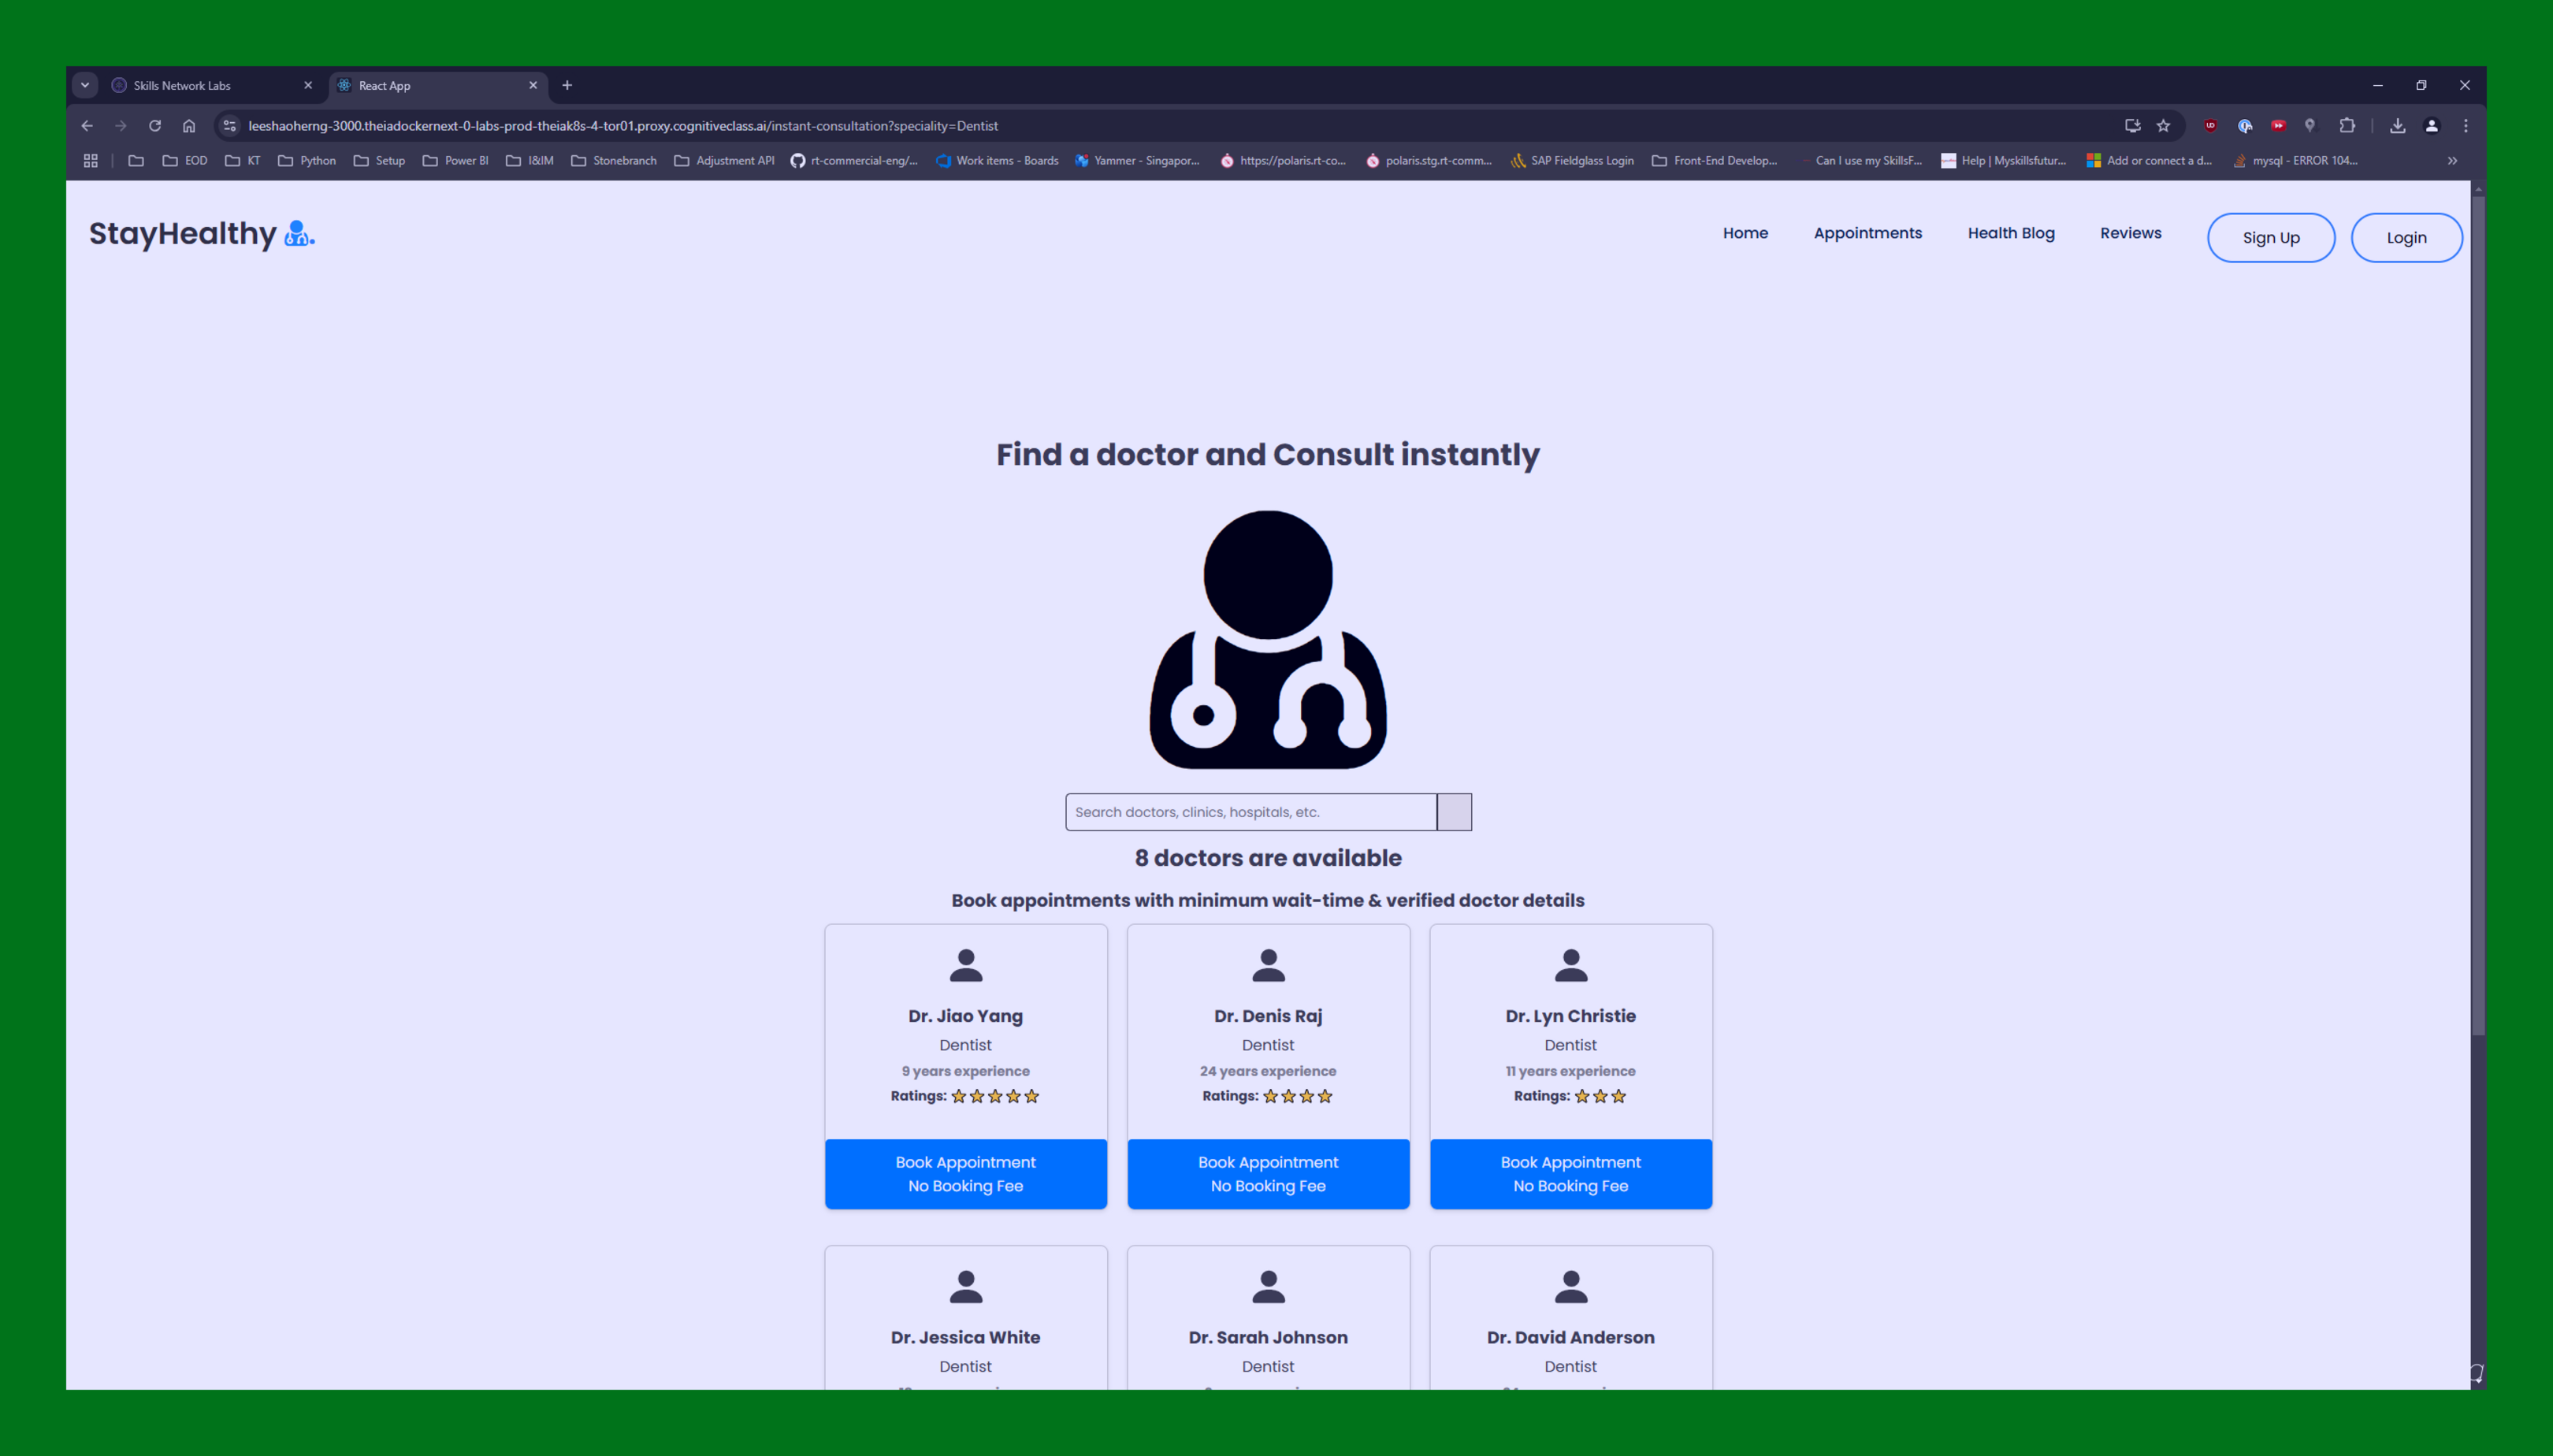 Skills Network Labs
React App
leeshaoherng-3000.theiadockernext-0-labs-prod-theiak8s-4-tor01.proxy.cognitiveclass.ai/instant-consultation?speciality=Dentist
EOD KT Python Setup Power BI I&IM Stonebranch Adjustment API rt-commercial-eng/... Work items - Boards Yammer - Singapor... https://polaris.rt-co... polaris.stg.rt-comm... SAP Fieldglass Login Front-End Develop... Can I use my SkillsF... Help | Myskillsfutur... Add or connect a d... mysql - ERROR 104...
StayHealthy
Home Appointments Health Blog Reviews Sign Up Login
Find a doctor and Consult instantly
Search doctors, clinics, hospitals, etc.
8 doctors are available
Book appointments with minimum wait-time & verified doctor details
Dr. Jiao Yang
Dentist
9 years experience
Ratings:
Book Appointment
No Booking Fee
Dr. Denis Raj
Dentist
24 years experience
Ratings:
Book Appointment
No Booking Fee
Dr. Lyn Christie
Dentist
11 years experience
Ratings:
Book Appointment
No Booking Fee
Dr. Jessica White
Dentist
Dr. Sarah Johnson
Dentist
Dr. David Anderson
Dentist